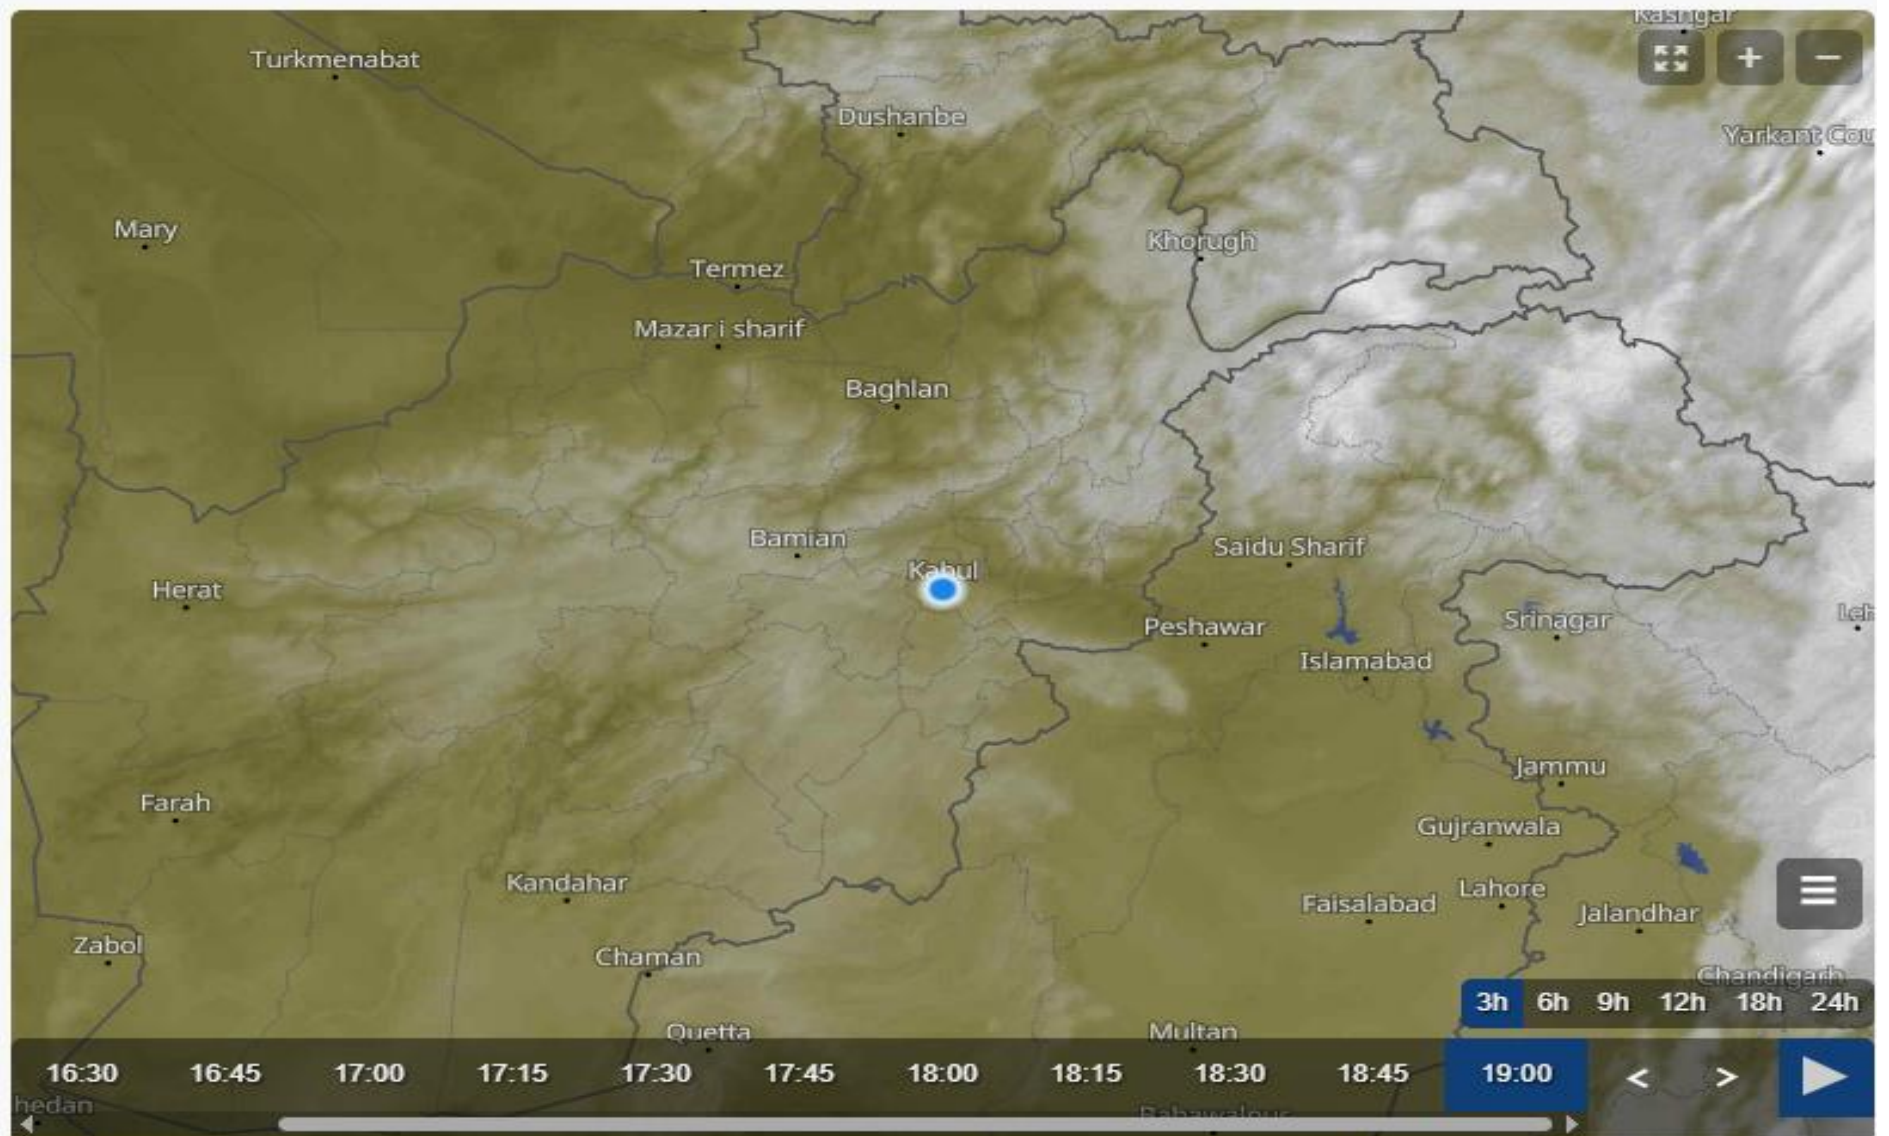 Kashgar
Turkmenabat
+
−
Dushanbe
Yarkant Cou
Mary
Khorugh
Termez
Mazar i sharif
Baghlan
Bamian
Saidu Sharif
Kabul
Herat
Leh
Srinagar
Peshawar
Islamabad
Jammu
Farah
Gujranwala
Kandahar
Lahore
Faisalabad
Jalandhar
Zabol
Chaman
Chandigarh
3h 6h 9h 12h 18h 24h
Quetta
Multan
16:30 16:45 17:00 17:15 17:30 17:45 18:00 18:15 18:30 18:45 19:00 < >
hedan
Bahawalpur